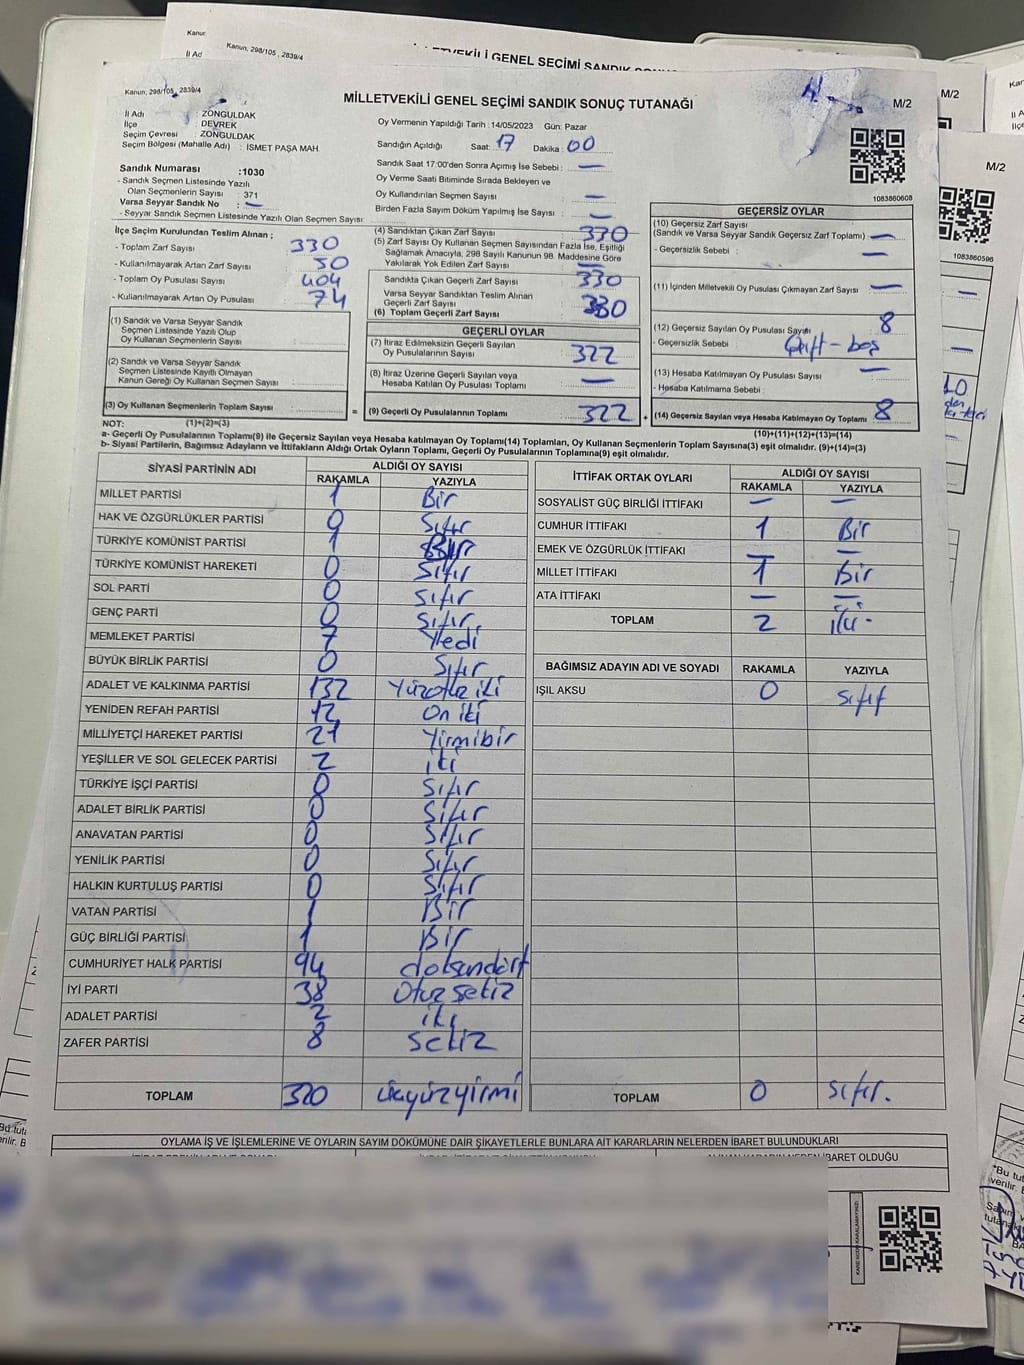 Kanun; 298/105, 2839/4
MİLLETVEKİLİ GENEL SEÇİMİ SANDIK SONUÇ TUTANAĞI
M/2
İl Adı : ZONGULDAK
İlçe : DEVREK
Seçim Çevresi : ZONGULDAK
Seçim Bölgesi (Mahalle Adı) : İSMET PAŞA MAH.
Oy Vermenin Yapıldığı Tarih : 14/05/2023 Gün: Pazar
Sandığın Açıldığı Saat: 17 Dakika: 00
Sandık Saat 17:00'den Sonra Açımış İse Sebebi : —
Oy Verme Saati Bitiminde Sırada Bekleyen ve
Oy Kullandırılan Seçmen Sayısı : —
Birden Fazla Sayım Döküm Yapılmış İse Sayısı : —
1083860608
Sandık Numarası :1030
- Sandık Seçmen Listesinde Yazılı
Olan Seçmenlerin Sayısı : 371
Varsa Seyyar Sandık No : —
- Seyyar Sandık Seçmen Listesinde Yazılı Olan Seçmen Sayısı:
İlçe Seçim Kurulundan Teslim Alınan ;
- Toplam Zarf Sayısı : 330
- Kullanılmayarak Artan Zarf Sayısı : 50
- Toplam Oy Pusulası Sayısı : 404
- Kullanılmayarak Artan Oy Pusulası : 74
(1) Sandık ve Varsa Seyyar Sandık
Seçmen Listesinde Yazılı Olup
Oy Kullanan Seçmenlerin Sayısı :
(2) Sandık ve Varsa Seyyar Sandık
Seçmen Listesinde Kayıtlı Olmayan
Kanun Gereği Oy Kullanan Seçmen Sayısı :
(3) Oy Kullanan Seçmenlerin Toplam Sayısı :
(4) Sandıktan Çıkan Zarf Sayısı : 330
(5) Zarf Sayısı Oy Kullanan Seçmen Sayısından Fazla İse, Eşitliği
Sağlamak Amacıyla, 298 Sayılı Kanunun 98. Maddesine Göre
Yakılarak Yok Edilen Zarf Sayısı : —
Sandıkta Çıkan Geçerli Zarf Sayısı : 330
Varsa Seyyar Sandıktan Teslim Alınan
Geçerli Zarf Sayısı :
(6) Toplam Geçerli Zarf Sayısı : 330
GEÇERLİ OYLAR
(7) İtiraz Edilmeksizin Geçerli Sayılan
Oy Pusulalarının Sayısı : 322
(8) İtiraz Üzerine Geçerli Sayılan veya
Hesaba Katılan Oy Pusulası Toplamı : —
= (9) Geçerli Oy Pusulalarının Toplamı : 322 +
GEÇERSİZ OYLAR
(10) Geçersiz Zarf Sayısı
(Sandık ve Varsa Seyyar Sandık Geçersiz Zarf Toplamı) : —
- Geçersizlik Sebebi : —
(11) İçinden Milletvekili Oy Pusulası Çıkmayan Zarf Sayısı : —
(12) Geçersiz Sayılan Oy Pusulası Sayısı : 8
- Geçersizlik Sebebi : Çift-boş
(13) Hesaba Katılmayan Oy Pusulası Sayısı : —
- Hesaba Katılmama Sebebi :
(14) Geçersiz Sayılan veya Hesaba Katılmayan Oy Toplamı : 8
NOT: (1)+(2)=(3)
(10)+(11)+(12)+(13)=(14)
a- Geçerli Oy Pusulalarının Toplamı(9) ile Geçersiz Sayılan veya Hesaba katılmayan Oy Toplamı(14) Toplamları, Oy Kullanan Seçmenlerin Toplam Sayısına(3) eşit olmalıdır. (9)+(14)=(3)
b- Siyasi Partilerin, Bağımsız Adayların ve İttifakların Aldığı Ortak Oyların Toplamı, Geçerli Oy Pusulalarının Toplamına(9) eşit olmalıdır.
SİYASİ PARTİNİN ADI ALDIĞI OY SAYISI
RAKAMLA YAZIYLA
MİLLET PARTİSİ 1 Bir
HAK VE ÖZGÜRLÜKLER PARTİSİ 0 Sıfır
TÜRKİYE KOMÜNİST PARTİSİ 1 Bir
TÜRKİYE KOMÜNİST HAREKETİ 0 Sıfır
SOL PARTİ 0 sıfır
GENÇ PARTİ 0 sıfır.
MEMLEKET PARTİSİ 7 Yedi
BÜYÜK BİRLİK PARTİSİ 0 Sıfır
ADALET VE KALKINMA PARTİSİ 132 Yüzotuz iki
YENİDEN REFAH PARTİSİ 12 On iki
MİLLİYETÇİ HAREKET PARTİSİ 21 Yirmibir
YEŞİLLER VE SOL GELECEK PARTİSİ 2 iki
TÜRKİYE İŞÇİ PARTİSİ 0 Sıfır
ADALET BİRLİK PARTİSİ 0 Sıfır
ANAVATAN PARTİSİ 0 Sıfır
YENİLİK PARTİSİ 0 Sıfır
HALKIN KURTULUŞ PARTİSİ 0 Sıfır
VATAN PARTİSİ 1 Bir
GÜÇ BİRLİĞİ PARTİSİ 1 Bir
CUMHURİYET HALK PARTİSİ 94 doksandört
İYİ PARTİ 38 Otuz sekiz
ADALET PARTİSİ 2 iki
ZAFER PARTİSİ 8 sekiz
TOPLAM 320 üçyüzyirmi
İTTİFAK ORTAK OYLARI ALDIĞI OY SAYISI
RAKAMLA YAZIYLA
SOSYALİST GÜÇ BİRLİĞİ İTTİFAKI — —
CUMHUR İTTİFAKI 1 Bir
EMEK VE ÖZGÜRLÜK İTTİFAKI — —
MİLLET İTTİFAKI 1 Bir
ATA İTTİFAKI — —
TOPLAM 2 iki-
BAĞIMSIZ ADAYIN ADI VE SOYADI RAKAMLA YAZIYLA
IŞIL AKSU 0 sıfır
TOPLAM 0 sıfır.
OYLAMA İŞ VE İŞLEMLERİNE VE OYLARIN SAYIM DÖKÜMÜNE DAİR ŞİKAYETLERLE BUNLARA AİT KARARLARIN NELERDEN İBARET BULUNDUKLARI
İBARET OLDUĞU
Kanun, 298/105, 2839/4
İl Ad
M/2
M/2
1083860596